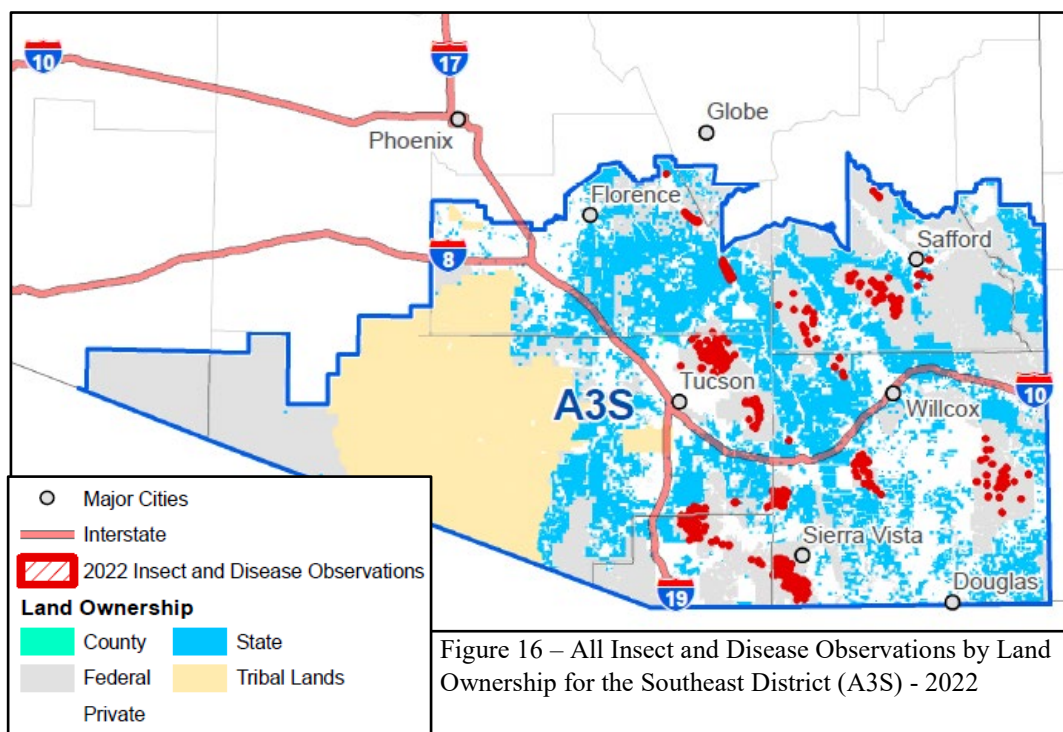 10
17
Globe
Phoenix
Florence
8
Safford
A3S
Tucson
Willcox
10
Sierra Vista
Douglas
19
Major Cities
Interstate
2022 Insect and Disease Observations
Land Ownership
County State
Federal Tribal Lands
Private
Figure 16 – All Insect and Disease Observations by Land
Ownership for the Southeast District (A3S) - 2022